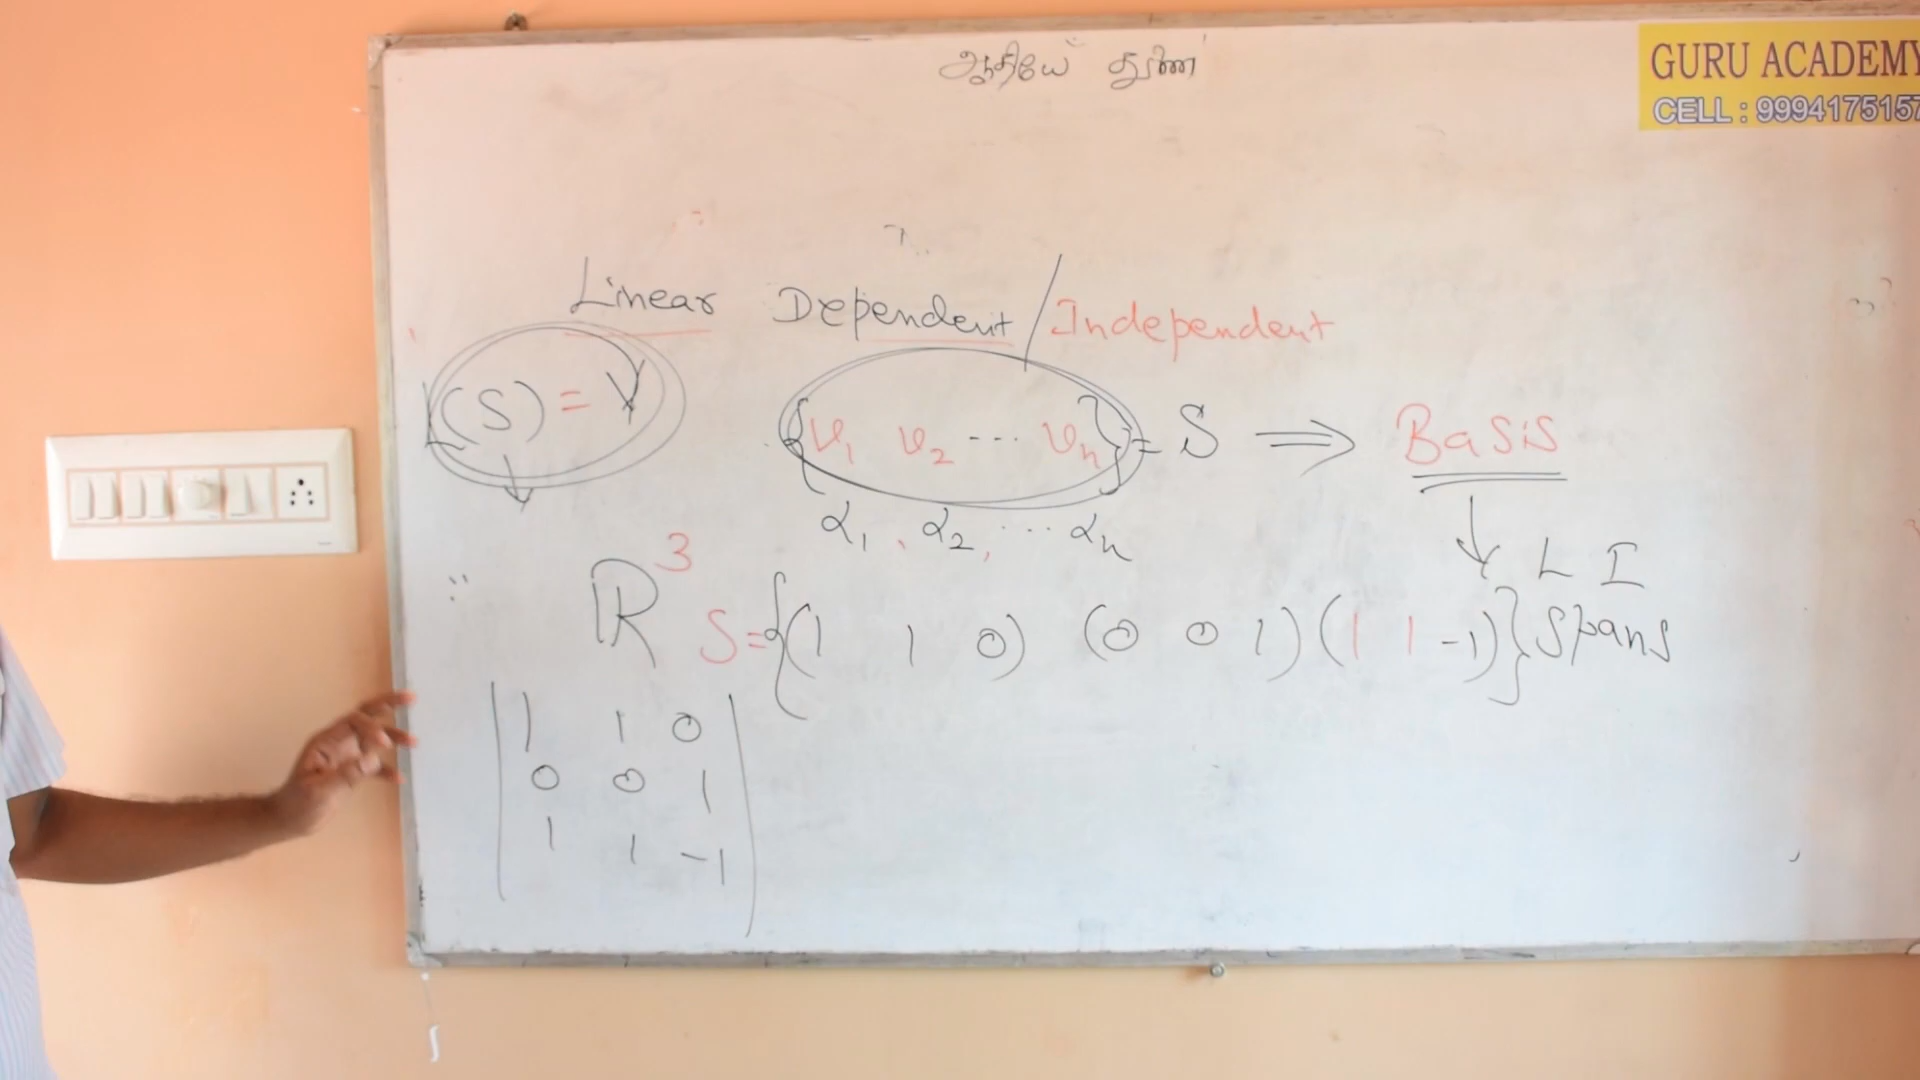 ஆதியே துணை
GURU ACADEMY
CELL : 9994175157
Linear Dependent / Independent
L(S) = V
{v₁ v₂ --- vₙ} = S ⟹ Basis
α₁, α₂, ... αₙ
L I
R³ S = {(1 1 0) (0 0 1) (1 1 -1)} Spans
| 1 1 0 |
| 0 0 1 |
| 1 1 -1 |